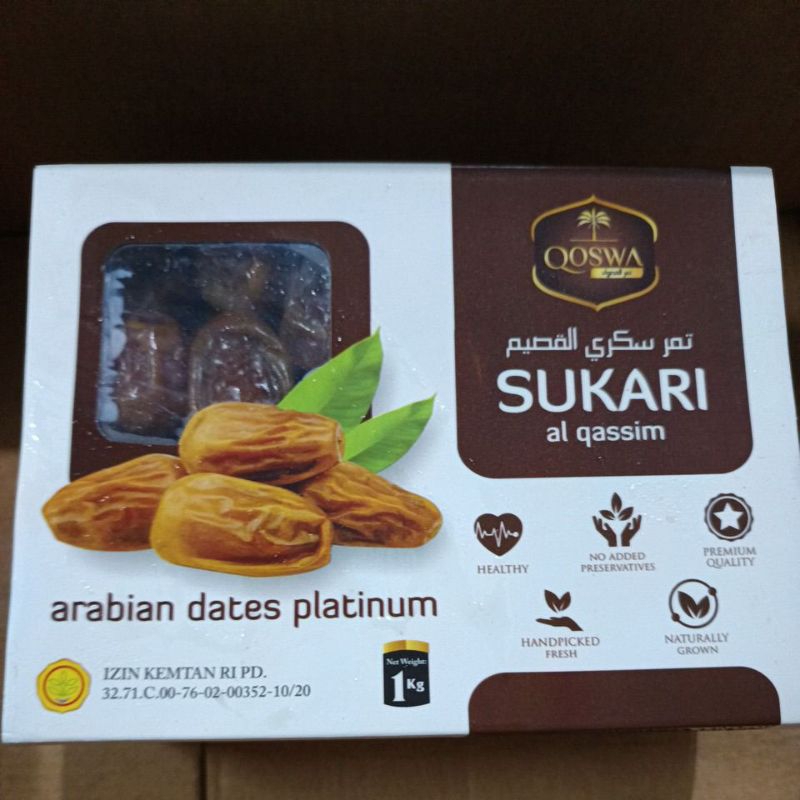 QOSWA
تمر سكري القصيم
SUKARI
al qassim
HEALTHY
NO ADDED
PRESERVATIVES
PREMIUM
QUALITY
HANDPICKED
FRESH
NATURALLY
GROWN
arabian dates platinum
IZIN KEMTAN RI PD.
32.71.C.00-76-02-00352-10/20
Net Weight:
1Kg